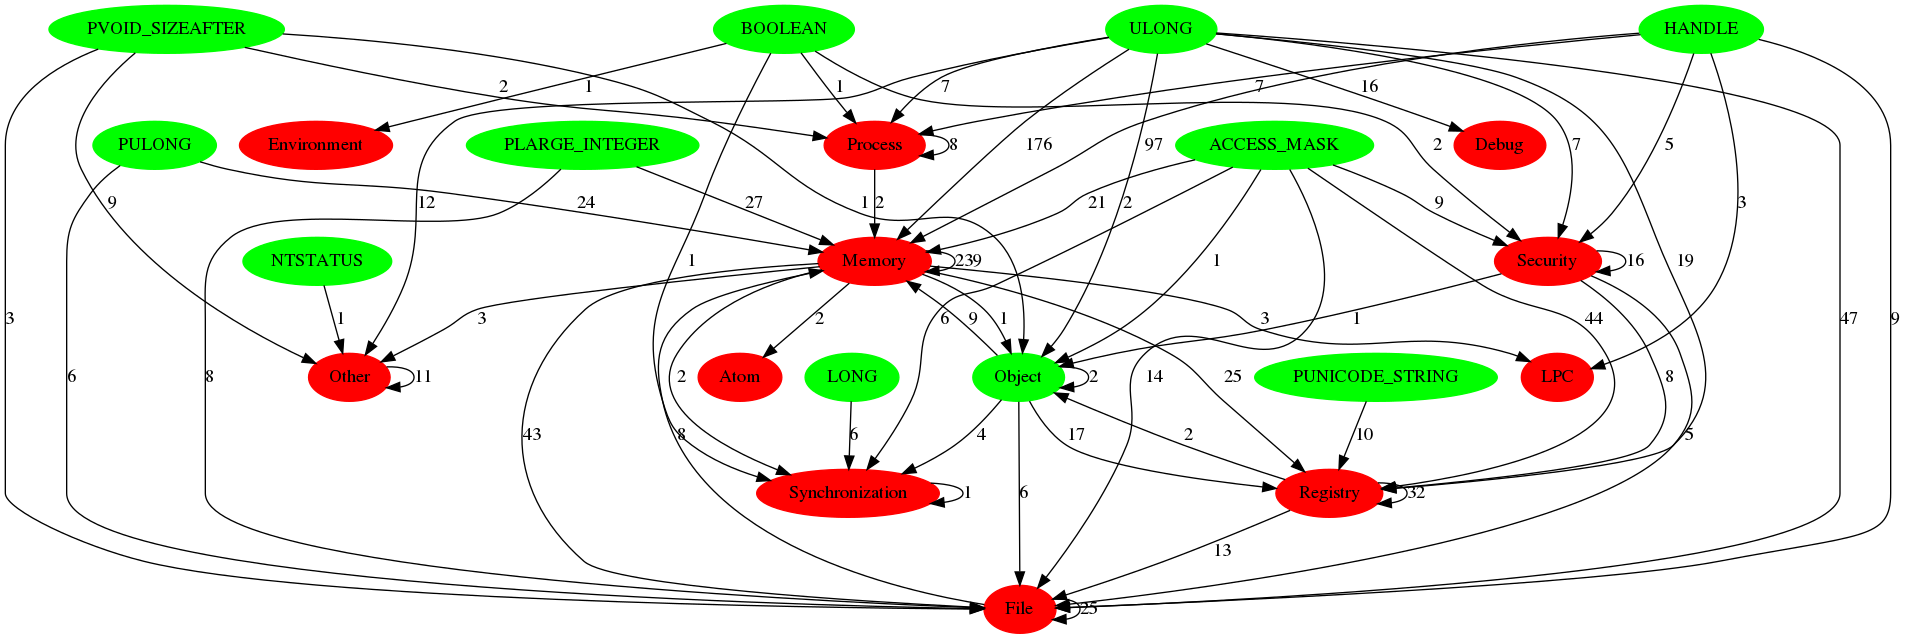 PVOID_SIZEAFTER
BOOLEAN
ULONG
HANDLE
2
1
1
7
7
16
PULONG
Environment
PLARGE_INTEGER
Process
8
176
97
ACCESS_MASK
2
Debug
7
5
9
12
24
27
1
2
21
2
9
3
NTSTATUS
Memory
239
Security
16
19
3
1
3
2
9
1
6
1
3
1
44
47
9
Other
11
Atom
LONG
Object
2
PUNICODE_STRING
LPC
6
8
2
25
14
8
43
8
6
4
17
2
10
5
Synchronization
1
Registry
32
6
13
File
25